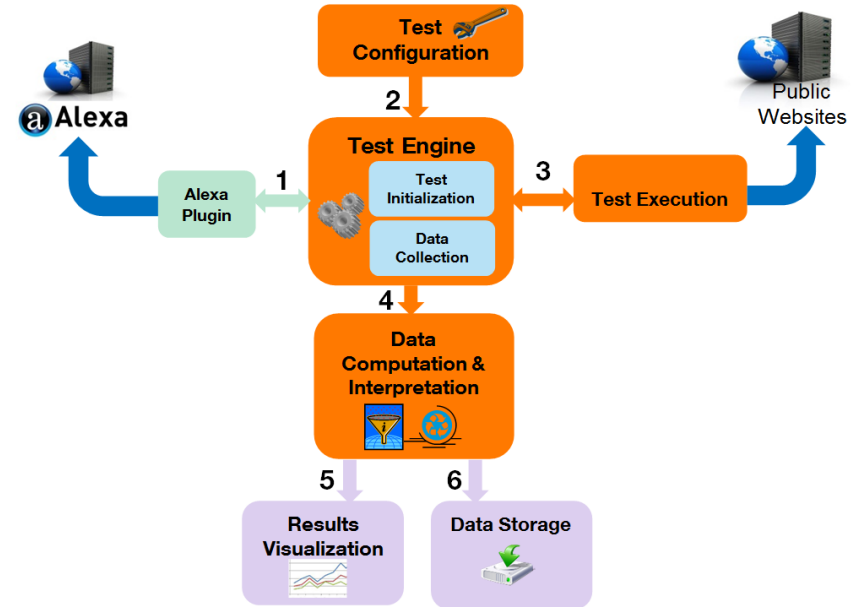 Test
Configuration
2
a Alexa
Public
Websites
Test Engine
1
Alexa
Plugin
Test
Initialization
3
Test Execution
Data
Collection
4
Data
Computation &
Interpretation
i
5
6
Results
Visualization
Data Storage